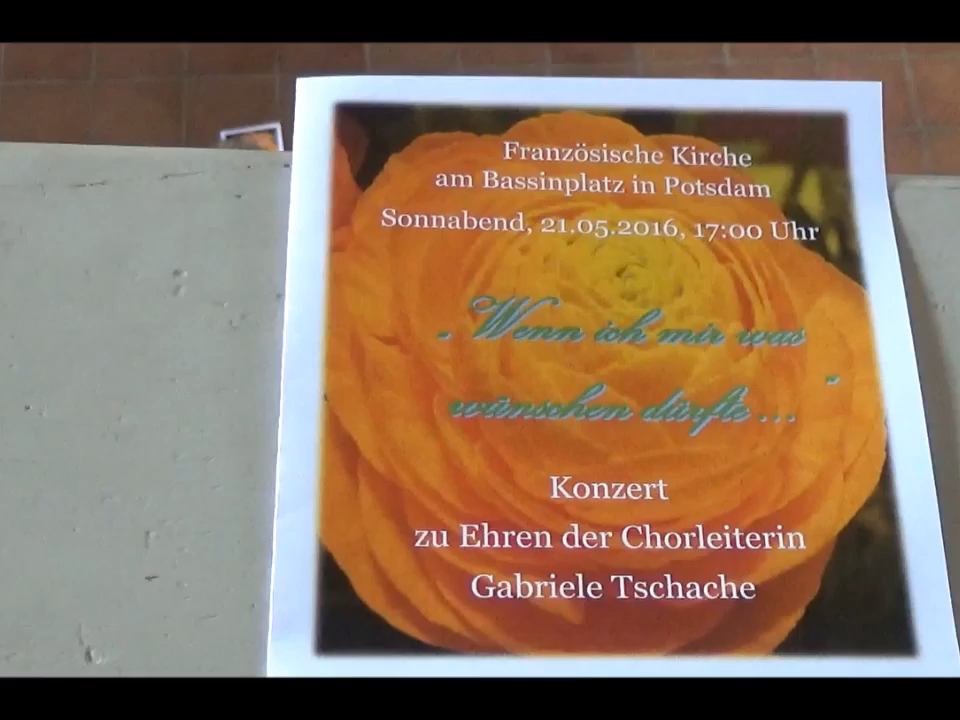 Französische Kirche
am Bassinplatz in Potsdam
Sonnabend, 21.05.2016, 17:00 Uhr
„Wenn ich mir was
wünschen dürfte ..."
Konzert
zu Ehren der Chorleiterin
Gabriele Tschache